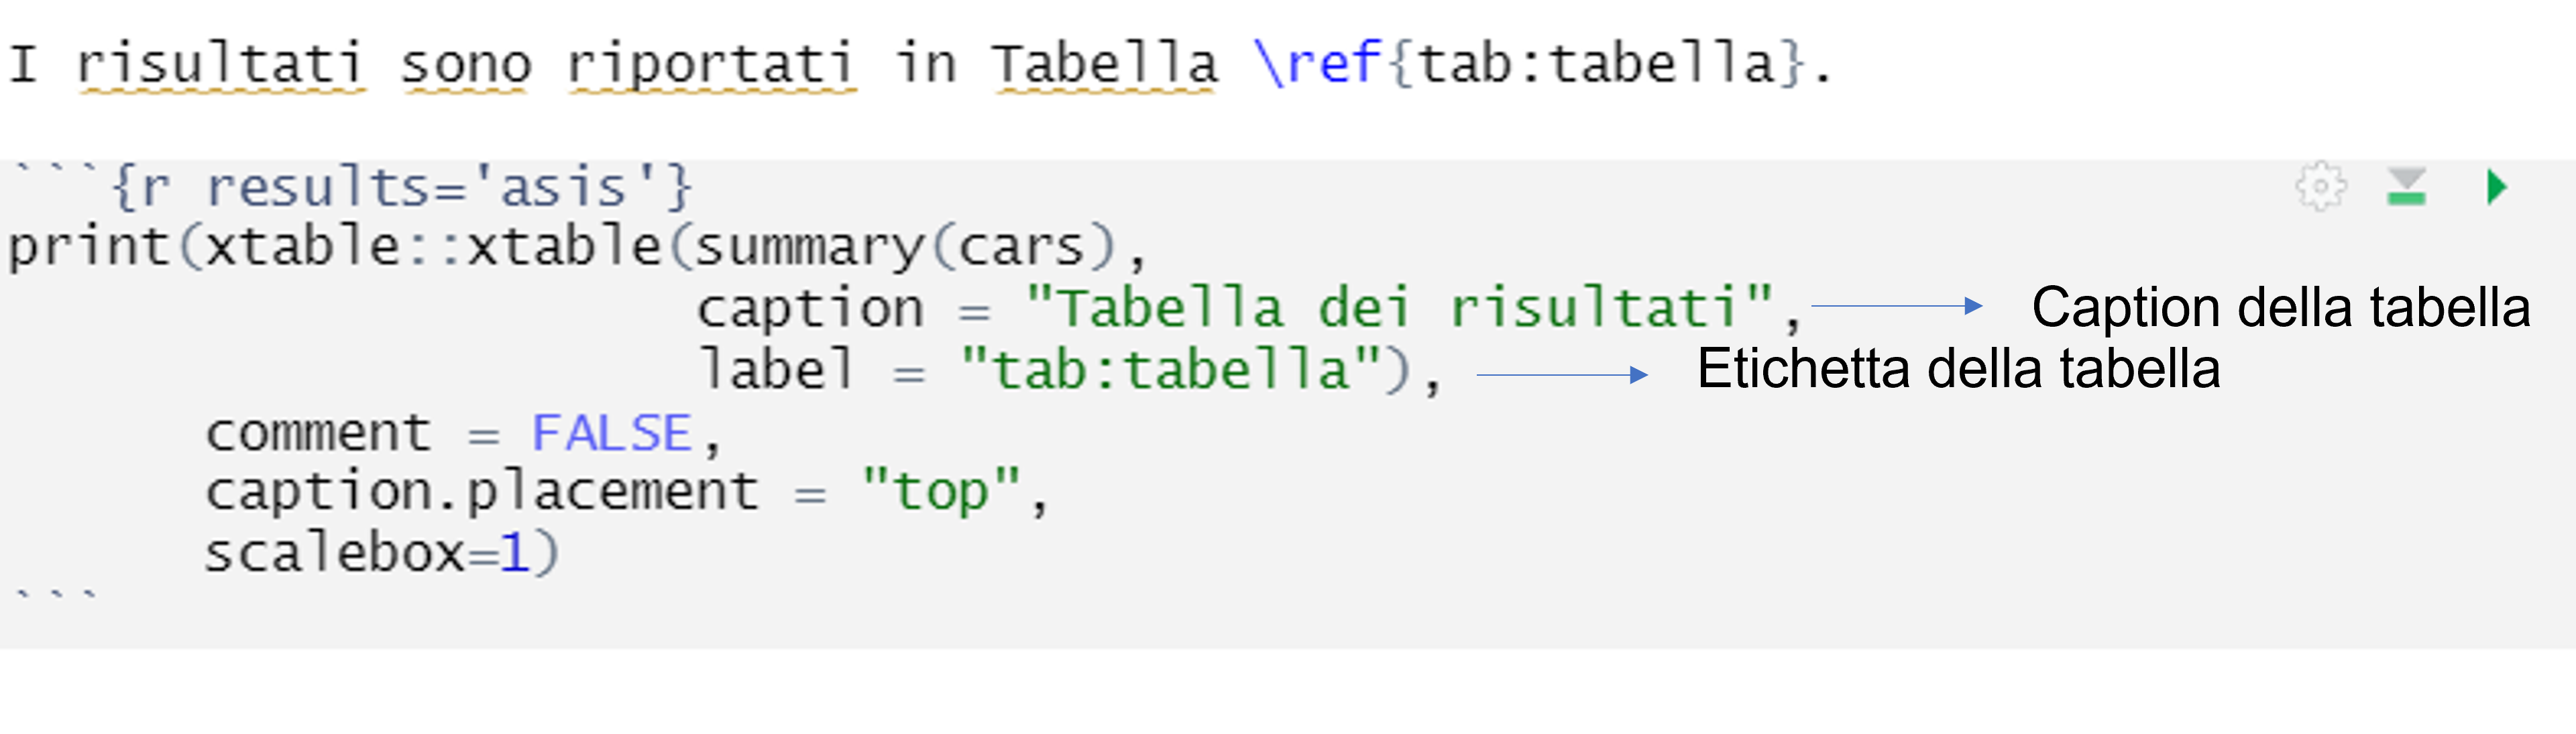 I risultati sono riportati in Tabella \ref{tab:tabella}.
```{r results='asis'}
print(xtable::xtable(summary(cars),
caption = "Tabella dei risultati", Caption della tabella
label = "tab:tabella"), Etichetta della tabella
comment = FALSE,
caption.placement = "top",
scalebox=1)
```